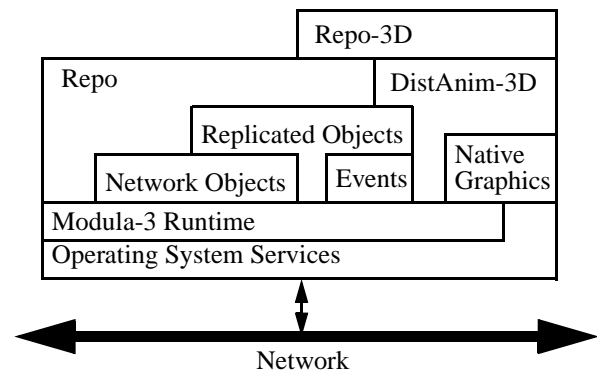 Repo-3D
Repo
DistAnim-3D
Replicated Objects
Native
Graphics
Network Objects
Events
Modula-3 Runtime
Operating System Services
Network